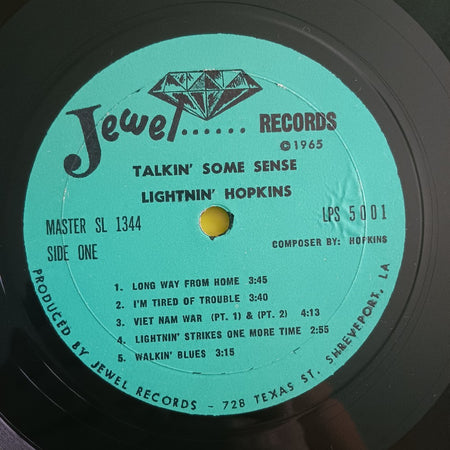 Jewel...... RECORDS
©1965
TALKIN' SOME SENSE
LIGHTNIN' HOPKINS
MASTER SL 1344
LPS 5001
SIDE ONE
COMPOSER BY: HOPKINS
1. LONG WAY FROM HOME 3:45
2. I'M TIRED OF TROUBLE 3:40
3. VIET NAM WAR (PT. 1) & (PT. 2) 4:13
4. LIGHTNIN' STRIKES ONE MORE TIME 2:55
5. WALKIN' BLUES 3:15
PRODUCED BY JEWEL RECORDS - 728 TEXAS ST. SHREVEPORT, LA